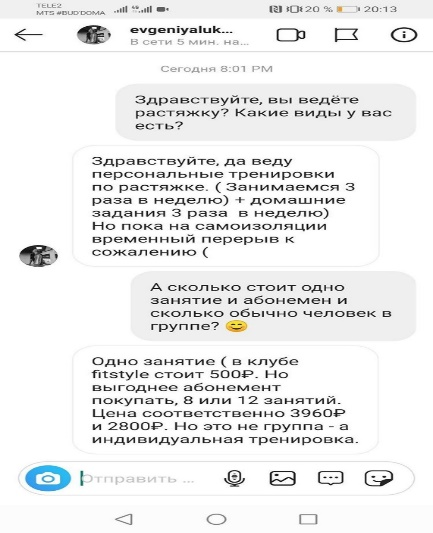 TELE2
MTS #BUDDOMA
20 %
20:13
evgeniyaluk...
В сети 5 мин. на...
Сегодня 8:01 PM
Здравствуйте, вы ведёте
растяжку? Какие виды у вас
есть?
Здравствуйте, да веду
персональные тренировки
по растяжке. ( Занимаемся 3
раза в неделю) + домашние
задания 3 раза в неделю)
Но пока на самоизоляции
временный перерыв к
сожалению (
А сколько стоит одно
занятие и абонемен и
сколько обычно человек в
группе? 😊
Одно занятие ( в клубе
fitstyle стоит 500₽. Но
выгоднее абонемент
покупать, 8 или 12 занятий.
Цена соответственно 3960₽
и 2800₽. Но это не группа - а
индивидуальная тренировка.
Отправить ...